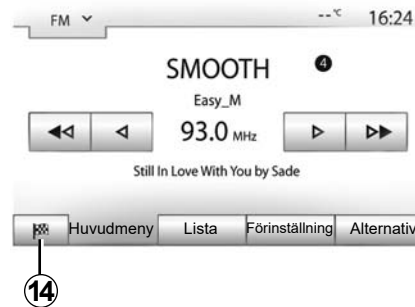 FM --°c 16:24
SMOOTH 4
Easy_M
93.0 MHz
Still In Love With You by Sade
Huvudmeny Lista Förinställning Alternativ
14